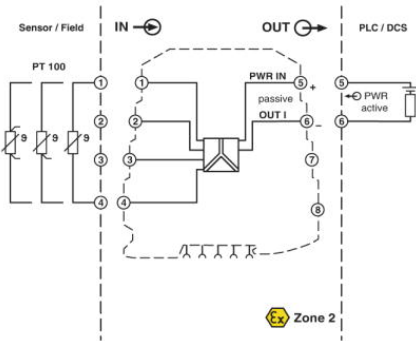 Sensor / Field
IN
OUT
PLC / DCS
PT 100
PWR IN
passive
OUT I
PWR
active
+
–
1
2
3
4
1
2
3
4
5
6
7
8
5
6
ϑ
ϑ
ϑ
Ex Zone 2